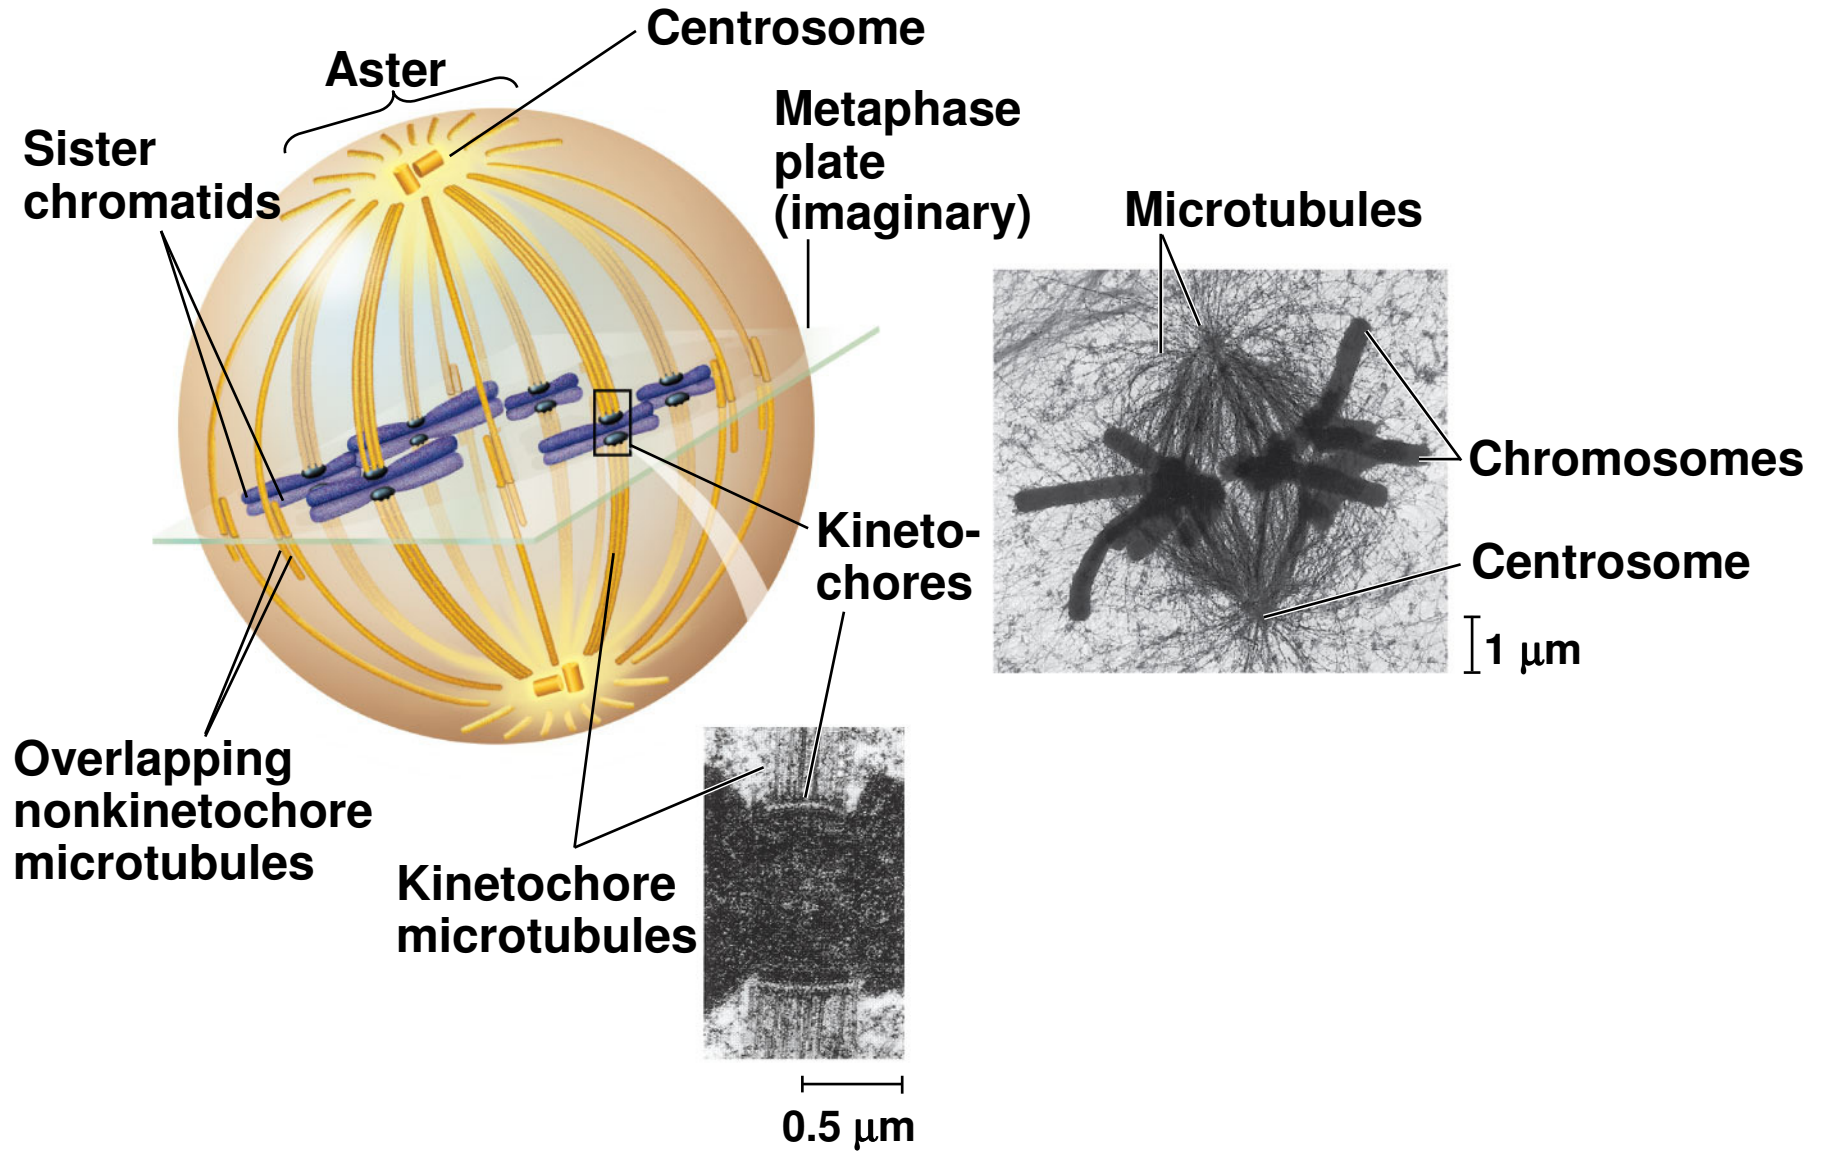 Centrosome
Aster
Metaphase
plate
(imaginary)
Sister
chromatids
Microtubules
Chromosomes
Kineto-
chores
Centrosome
1 μm
Overlapping
nonkinetochore
microtubules
Kinetochore
microtubules
0.5 μm